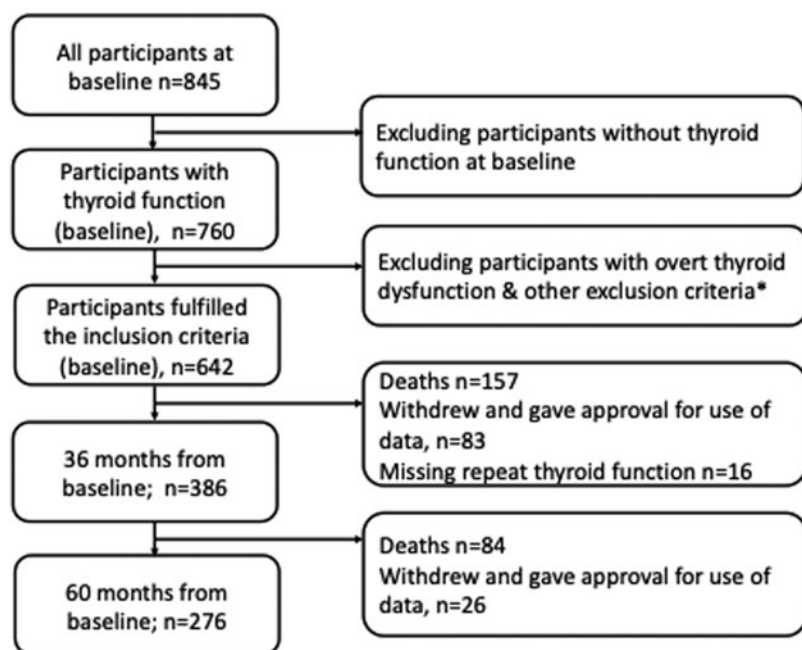 All participants at
baseline n=845
Excluding participants without thyroid
function at baseline
Participants with
thyroid function
(baseline),  n=760
Excluding participants with overt thyroid
dysfunction & other exclusion criteria*
Participants fulfilled
the inclusion criteria
(baseline), n=642
Deaths n=157
Withdrew and gave approval for use of
data, n=83
Missing repeat thyroid function n=16
36 months from
baseline;  n=386
Deaths n=84
Withdrew and gave approval for use of
data, n=26
60 months from
baseline; n=276